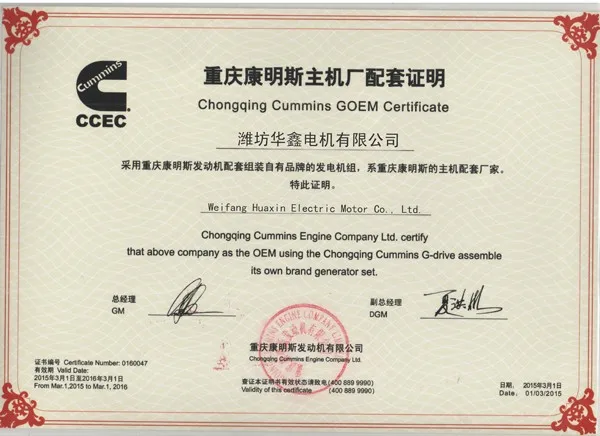 Cummins
CCEC
重庆康明斯主机厂配套证明
Chongqing Cummins GOEM Certificate
潍坊华鑫电机有限公司
采用重庆康明斯发动机配套组装自有品牌的发电机组，系重庆康明斯的主机配套厂家。
特此证明。
Weifang Huaxin Electric Motor Co., Ltd.
Chongqing Cummins Engine Company Ltd. certify
that above company as the OEM using the Chongqing Cummins G-drive assemble
its own brand generator set.
总经理
GM
副总经理
DGM
重庆康明斯发动机有限公司
Chongqing Cummins Engine Company Ltd.
证书编号 Certificate Number: 0160047
有效期 Valid Date:
2015年3月1日至2016年3月1日
From Mar.1,2015 to Mar.1, 2016
查证本证明书有效状态请致电(400 889 9990)
Validity of this certificate (400 889 9990)
日期、 2015年3月1日
Date: 01/03/2015